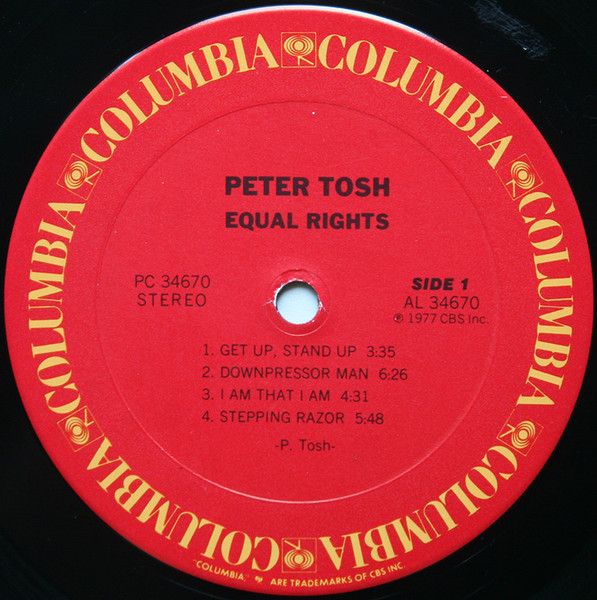 COLUMBIA COLUMBIA COLUMBIA COLUMBIA COLUMBIA COLUMBIA COLUMBIA
PETER TOSH
EQUAL RIGHTS
PC 34670
STEREO
SIDE 1
AL 34670
℗ 1977 CBS Inc.
1. GET UP, STAND UP 3:35
2. DOWNPRESSOR MAN 6:26
3. I AM THAT I AM 4:31
4. STEPPING RAZOR 5:48
-P. Tosh-
"COLUMBIA," ARE TRADEMARKS OF CBS INC.